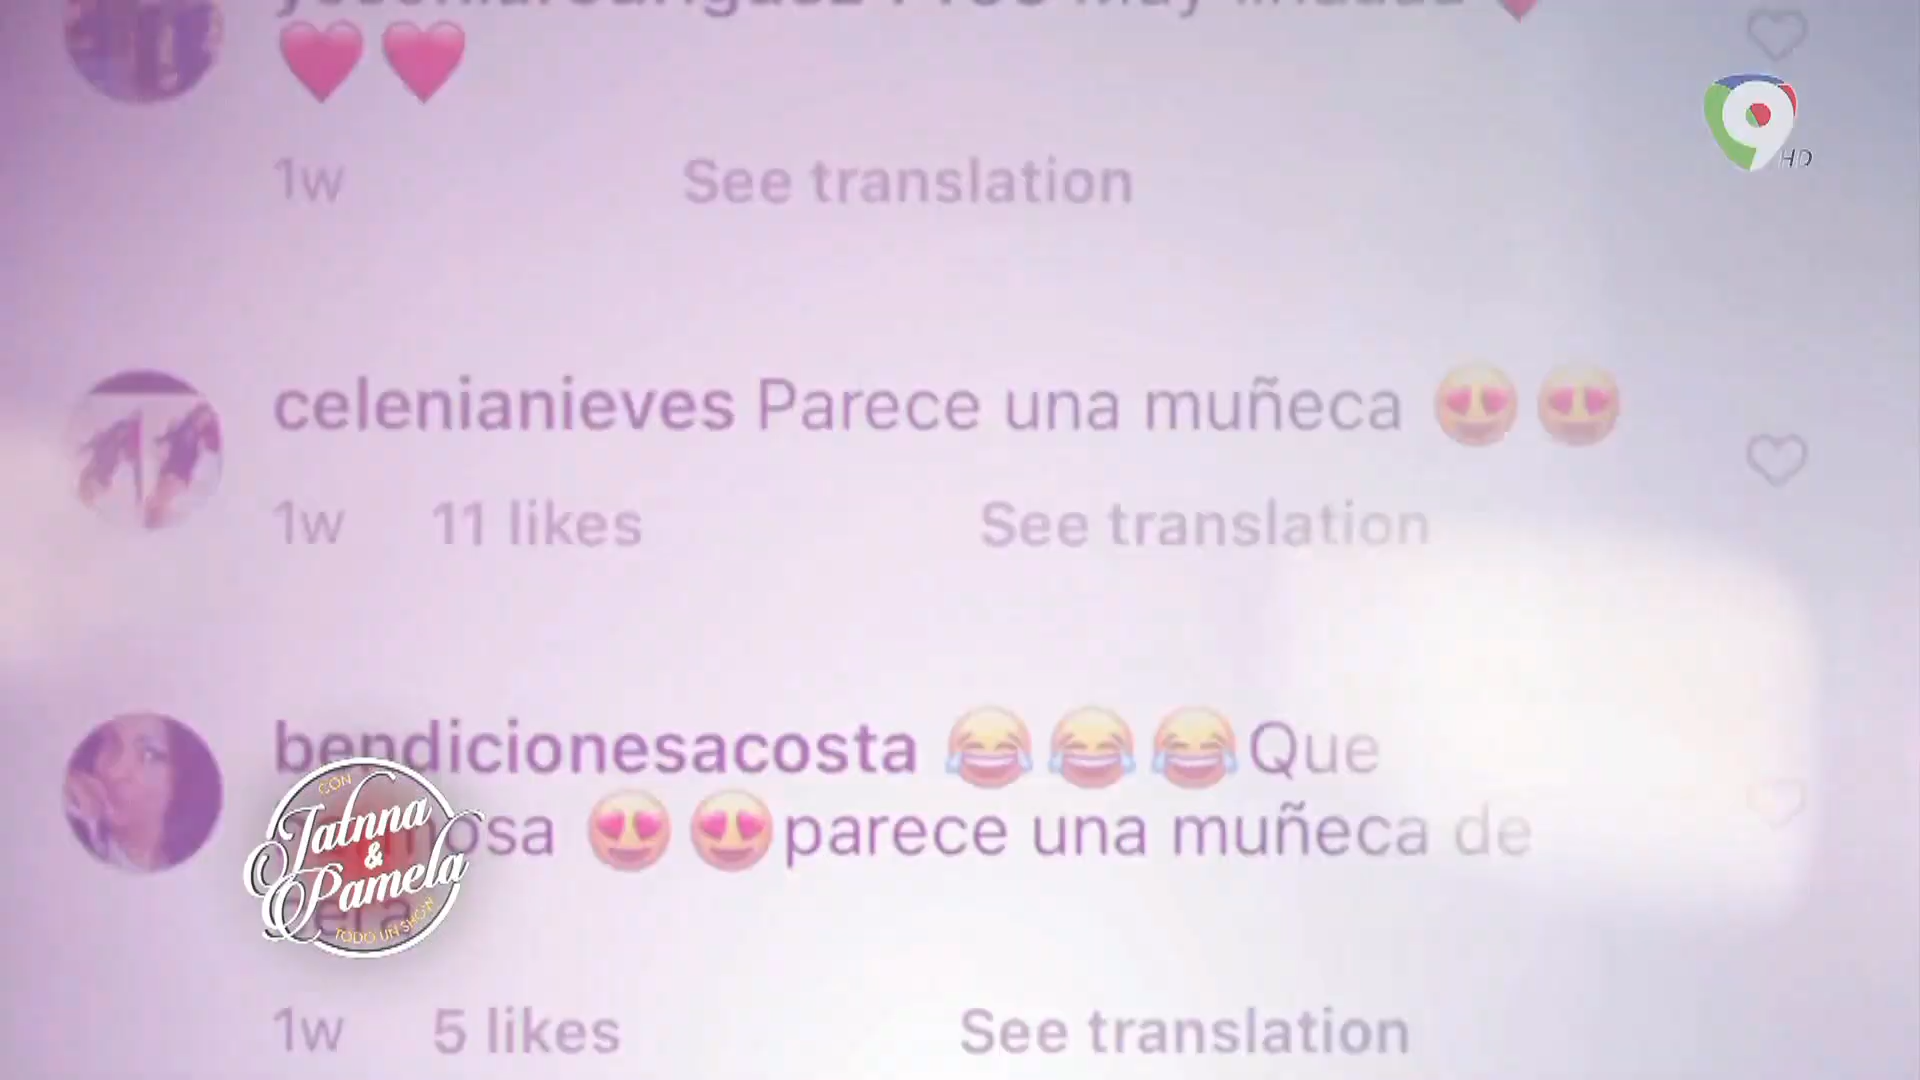 Muy
💗💗
1w See translation
HD
celenianieves Parece una muñeca 😍😍
1w 11 likes See translation
bendicionesacosta 😂😂😂Que
😍😍parece una muñeca de
CON
Jatnna
&
Pamela
TODO UN SHOW
1w 5 likes See translation